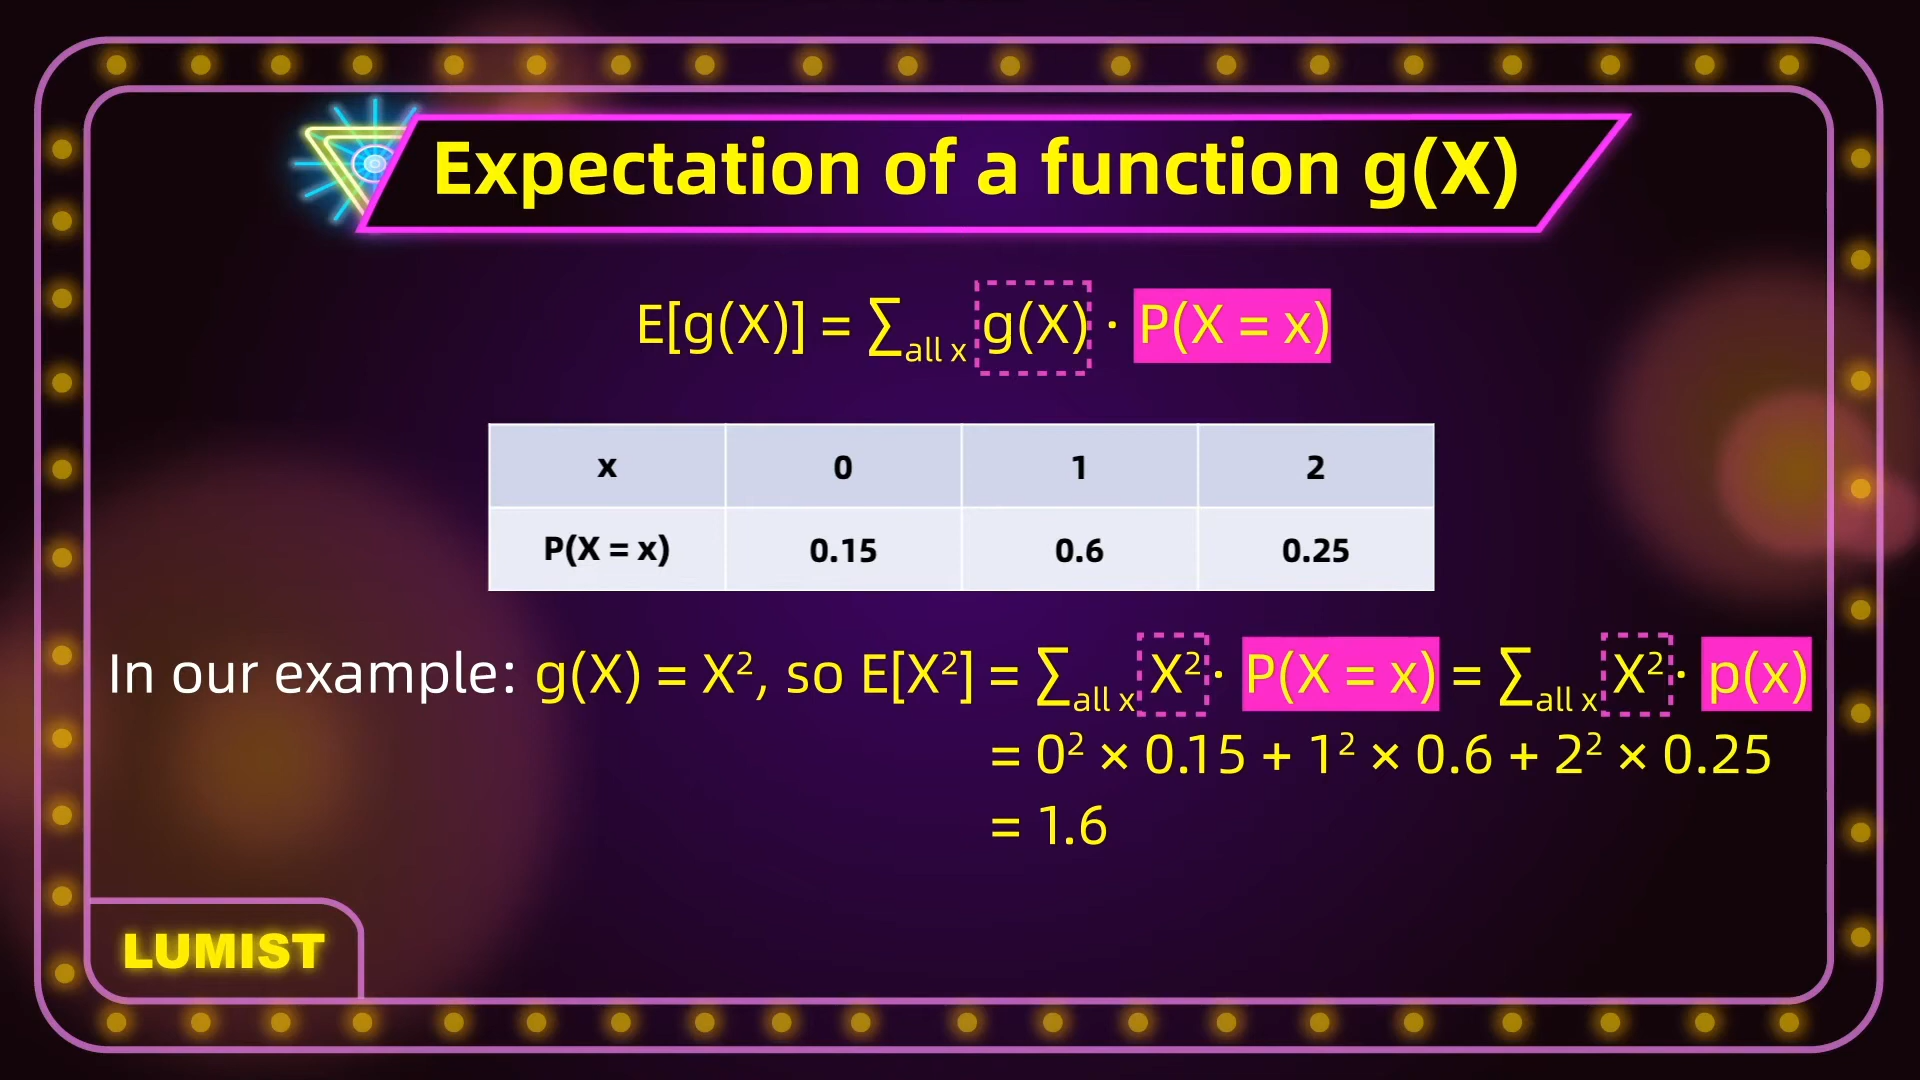 Expectation of a function g(X)
E[g(X)] = ∑all x g(X) · P(X = x)
x 0 1 2
P(X = x) 0.15 0.6 0.25
In our example: g(X) = X², so E[X²] = ∑all x X² · P(X = x) = ∑all x X² · p(x)
= 0² × 0.15 + 1² × 0.6 + 2² × 0.25
= 1.6
LUMIST